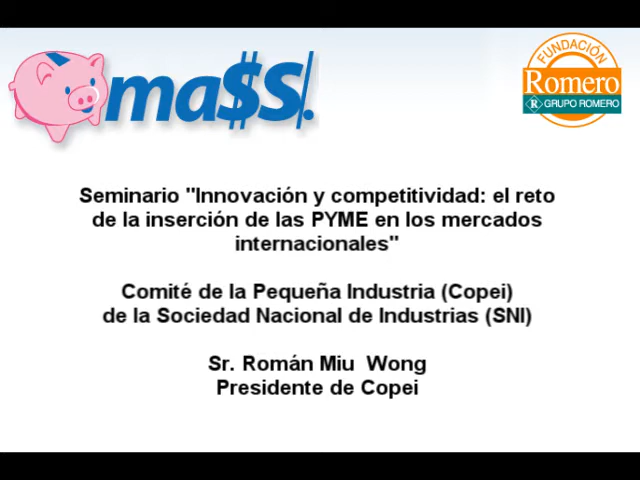 ma$S/.
FUNDACIÓN
Romero
R GRUPO ROMERO
Seminario "Innovación y competitividad: el reto
de la inserción de las PYME en los mercados
internacionales"
Comité de la Pequeña Industria (Copei)
de la Sociedad Nacional de Industrias (SNI)
Sr. Román Miu Wong
Presidente de Copei